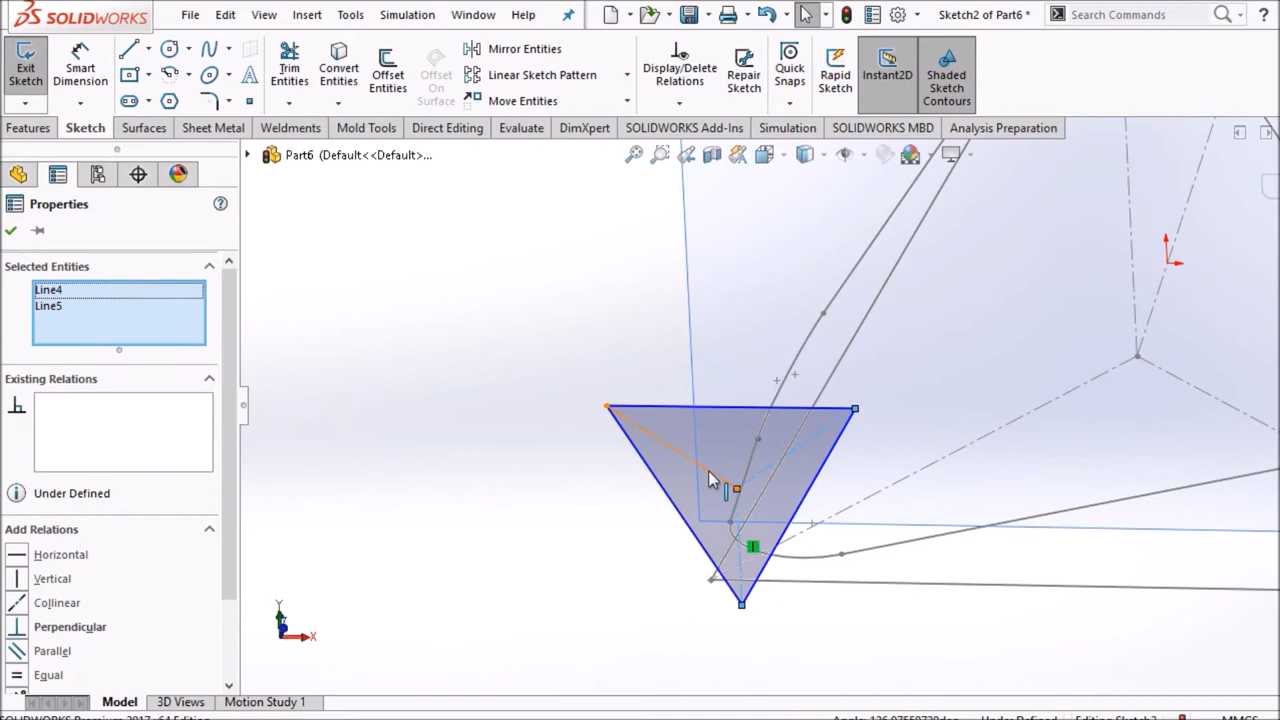 SOLIDWORKS
File Edit View Insert Tools Simulation Window Help
Sketch2 of Part6 *
Search Commands
Exit Sketch
Smart Dimension
Trim Entities
Convert Entities
Offset Entities
Offset On Surface
Mirror Entities
Linear Sketch Pattern
Move Entities
Display/Delete Relations
Repair Sketch
Quick Snaps
Rapid Sketch
Instant2D
Shaded Sketch Contours
Features Sketch Surfaces Sheet Metal Weldments Mold Tools Direct Editing Evaluate DimXpert SOLIDWORKS Add-Ins Simulation SOLIDWORKS MBD Analysis Preparation
Part6 (Default<<Default>...
Properties
Selected Entities
Line4
Line5
Existing Relations
Under Defined
Add Relations
Horizontal
Vertical
Collinear
Perpendicular
Parallel
Equal
Y
X
Model 3D Views Motion Study 1